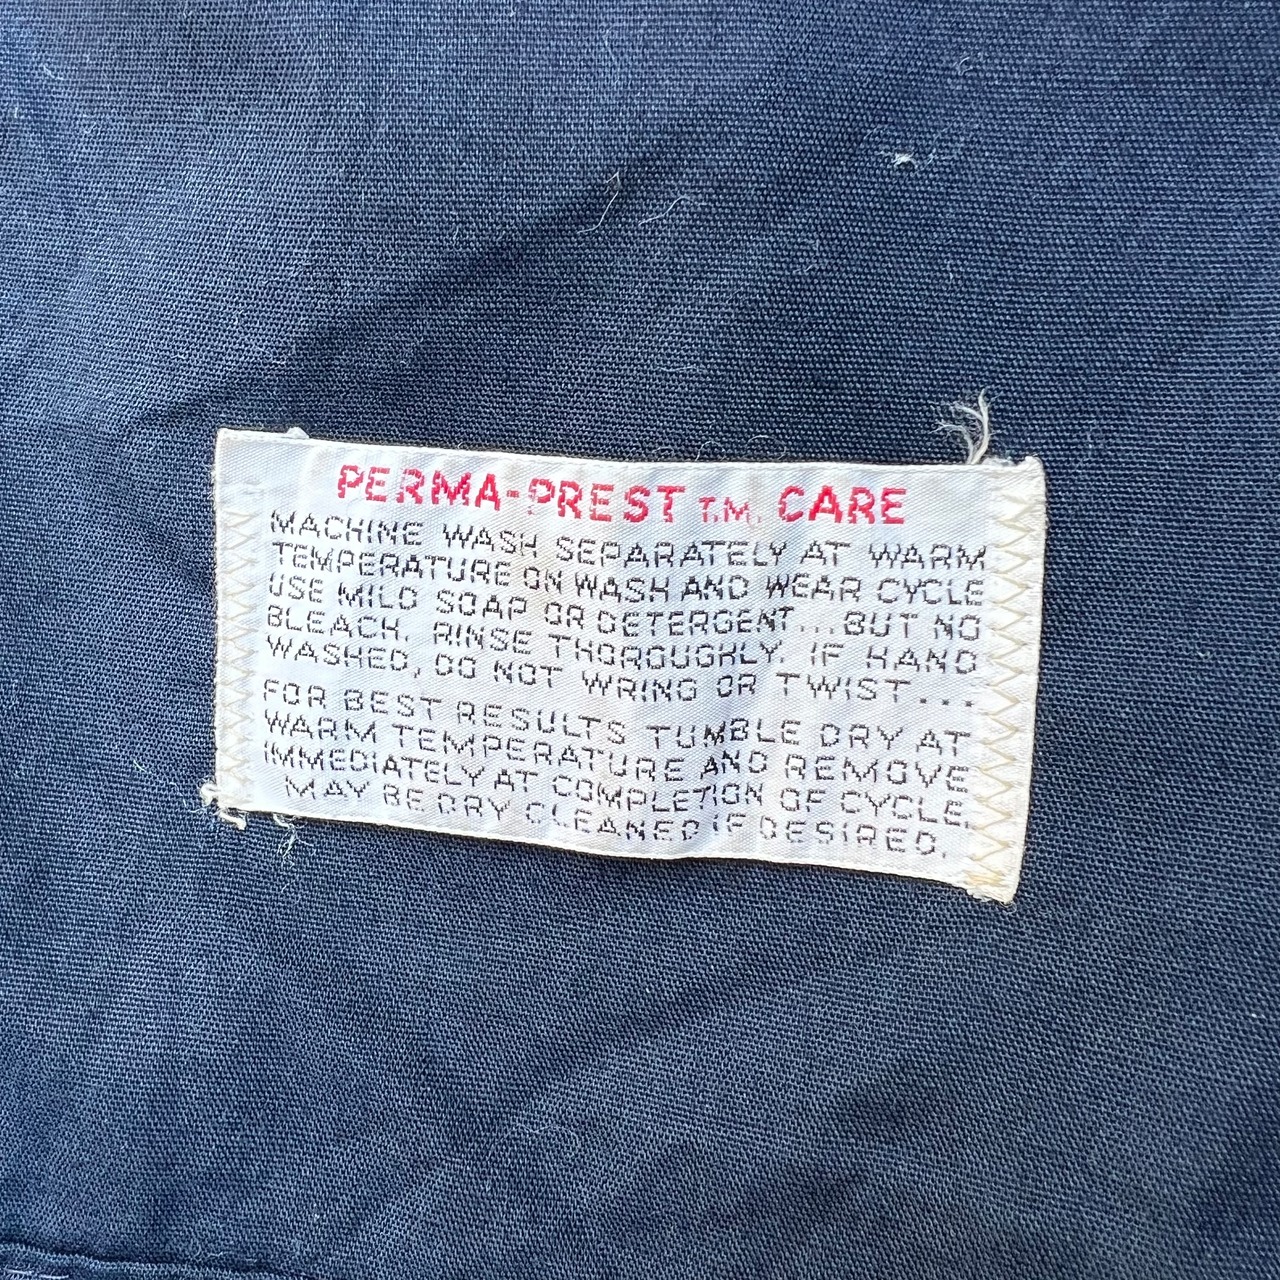 PERMA-PREST T.M. CARE
MACHINE WASH SEPARATELY AT WARM
TEMPERATURE ON WASH AND WEAR CYCLE
USE MILD SOAP OR DETERGENT...BUT NO
BLEACH. RINSE THOROUGHLY. IF HAND
WASHED, DO NOT WRING OR TWIST...
FOR BEST RESULTS TUMBLE DRY AT
WARM TEMPERATURE AND REMOVE
IMMEDIATELY AT COMPLETION OF CYCLE.
MAY BE DRY CLEANED IF DESIRED.